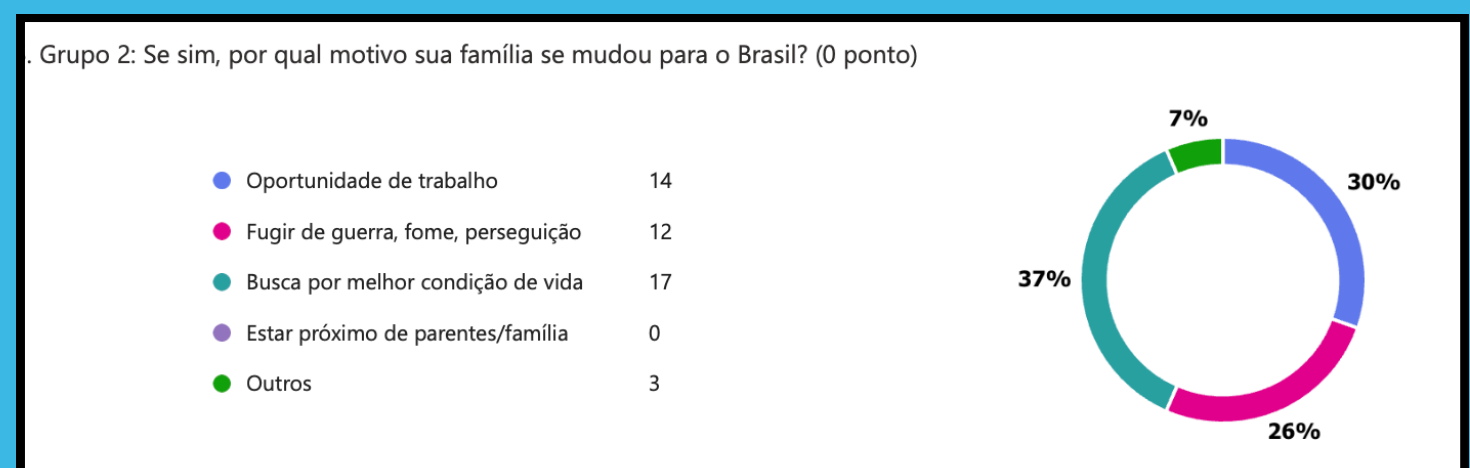 . Grupo 2: Se sim, por qual motivo sua família se mudou para o Brasil? (0 ponto)
Oportunidade de trabalho 14
Fugir de guerra, fome, perseguição 12
Busca por melhor condição de vida 17
Estar próximo de parentes/família 0
Outros 3
7%
30%
37%
26%